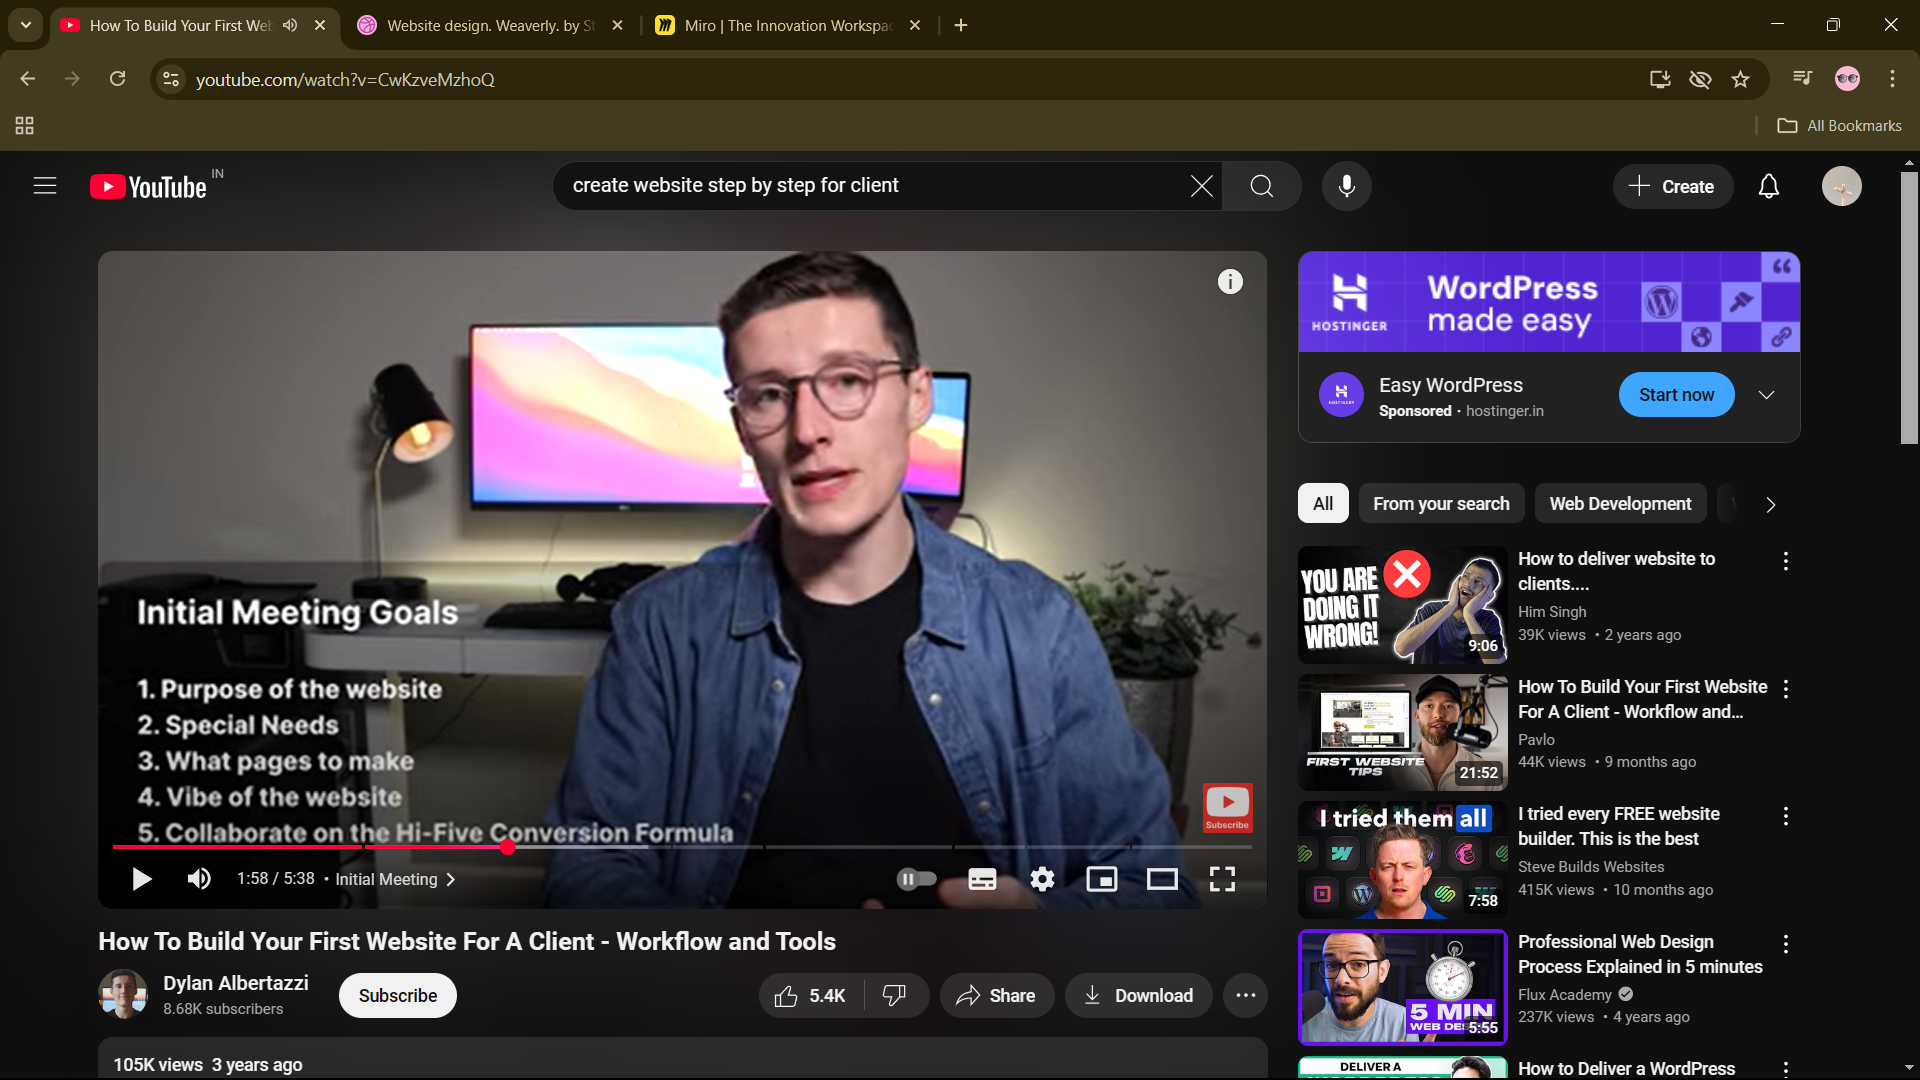 How To Build Your First Web
Website design. Weaverly. by St
Miro | The Innovation Workspac
youtube.com/watch?v=CwKzveMzhoQ
All Bookmarks
YouTube IN
create website step by step for client
Create
Initial Meeting Goals
1. Purpose of the website
2. Special Needs
3. What pages to make
4. Vibe of the website
5. Collaborate on the Hi-Five Conversion Formula
Subscribe
1:58 / 5:38 • Initial Meeting
How To Build Your First Website For A Client - Workflow and Tools
Dylan Albertazzi
8.68K subscribers
Subscribe
5.4K
Share
Download
105K views 3 years ago
HOSTINGER
WordPress
made easy
Easy WordPress
Sponsored • hostinger.in
Start now
All
From your search
Web Development
YOU ARE
DOING IT
WRONG!
9:06
How to deliver website to
clients....
Him Singh
39K views • 2 years ago
FIRST WEBSITE
TIPS
21:52
How To Build Your First Website
For A Client - Workflow and...
Pavlo
44K views • 9 months ago
I tried them all
7:58
I tried every FREE website
builder. This is the best
Steve Builds Websites
415K views • 10 months ago
5 MIN
WEB DES
5:55
Professional Web Design
Process Explained in 5 minutes
Flux Academy
237K views • 4 years ago
DELIVER A
How to Deliver a WordPress